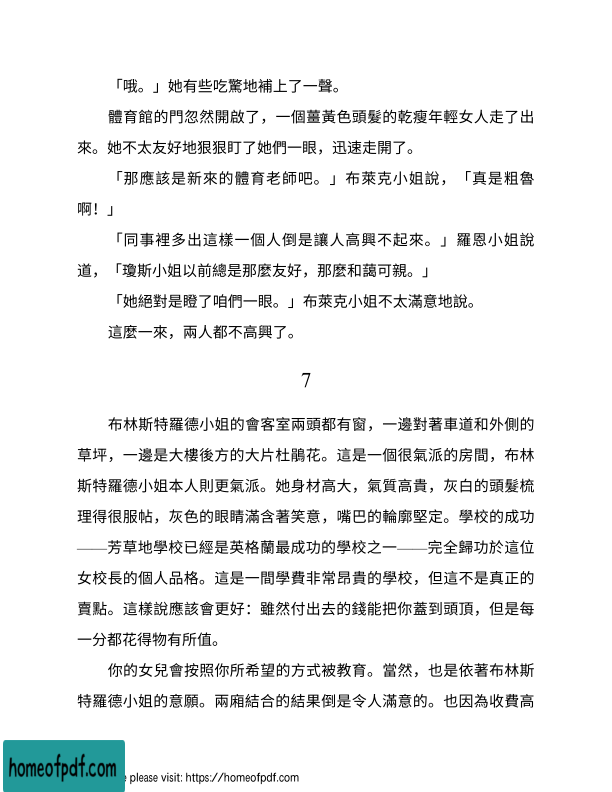 「哦。」她有些吃驚地補上了一聲。
體育館的門忽然開啟了，一個薑黃色頭髮的乾瘦年輕女人走了出
來。她不太友好地狠狠盯了她們一眼，迅速走開了。
「那應該是新來的體育老師吧。」布萊克小姐說，「真是粗魯
啊！」
「同事裡多出這樣一個人倒是讓人高興不起來。」羅恩小姐說
道，「瓊斯小姐以前總是那麼友好，那麼和藹可親。」
「她絕對是瞪了咱們一眼。」布萊克小姐不太滿意地說。
這麼一來，兩人都不高興了。
7
布林斯特羅德小姐的會客室兩頭都有窗，一邊對著車道和外側的
草坪，一邊是大樓後方的大片杜鵑花。這是一個很氣派的房間，布林
斯特羅德小姐本人則更氣派。她身材高大，氣質高貴，灰白的頭髮梳
理得很服帖，灰色的眼睛滿含著笑意，嘴巴的輪廓堅定。學校的成功
——芳草地學校已經是英格蘭最成功的學校之一——完全歸功於這位
女校長的個人品格。這是一間學費非常昂貴的學校，但這不是真正的
賣點。這樣說應該會更好：雖然付出去的錢能把你蓋到頭頂，但是每
一分都花得物有所值。
你的女兒會按照你所希望的方式被教育。當然，也是依著布林斯
特羅德小姐的意願。兩廂結合的結果倒是令人滿意的。也因為收費高
homeofpdf.com
e please visit: https://homeofpdf.com